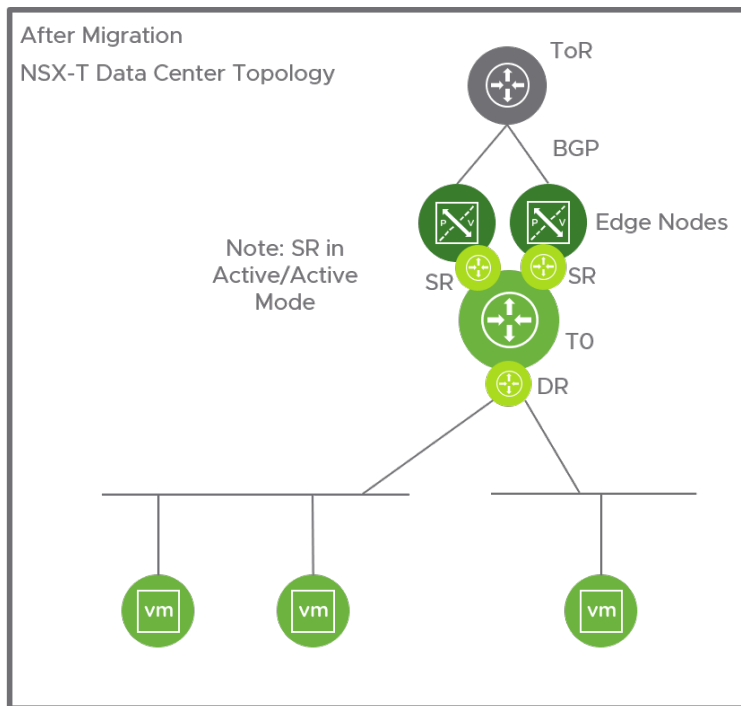 After Migration
NSX-T Data Center Topology
ToR
BGP
P V
P V
Edge Nodes
Note: SR in
Active/Active
Mode
SR
SR
T0
DR
vm
vm
vm